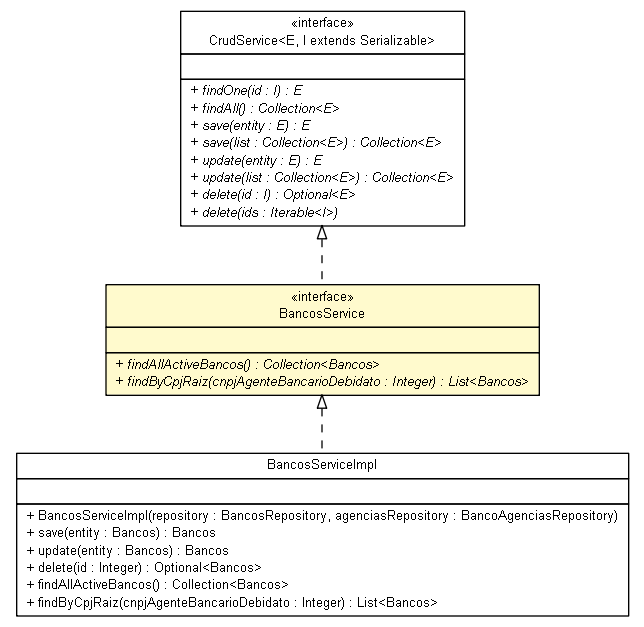 «interface»
CrudService<E, I extends Serializable>
+ findOne(id : I) : E
+ findAll() : Collection<E>
+ save(entity : E) : E
+ save(list : Collection<E>) : Collection<E>
+ update(entity : E) : E
+ update(list : Collection<E>) : Collection<E>
+ delete(id : I) : Optional<E>
+ delete(ids : Iterable<I>)
«interface»
BancosService
+ findAllActiveBancos() : Collection<Bancos>
+ findByCpjRaiz(cnpjAgenteBancarioDebidato : Integer) : List<Bancos>
BancosServiceImpl
+ BancosServiceImpl(repository : BancosRepository, agenciasRepository : BancoAgenciasRepository)
+ save(entity : Bancos) : Bancos
+ update(entity : Bancos) : Bancos
+ delete(id : Integer) : Optional<Bancos>
+ findAllActiveBancos() : Collection<Bancos>
+ findByCpjRaiz(cnpjAgenteBancarioDebidato : Integer) : List<Bancos>